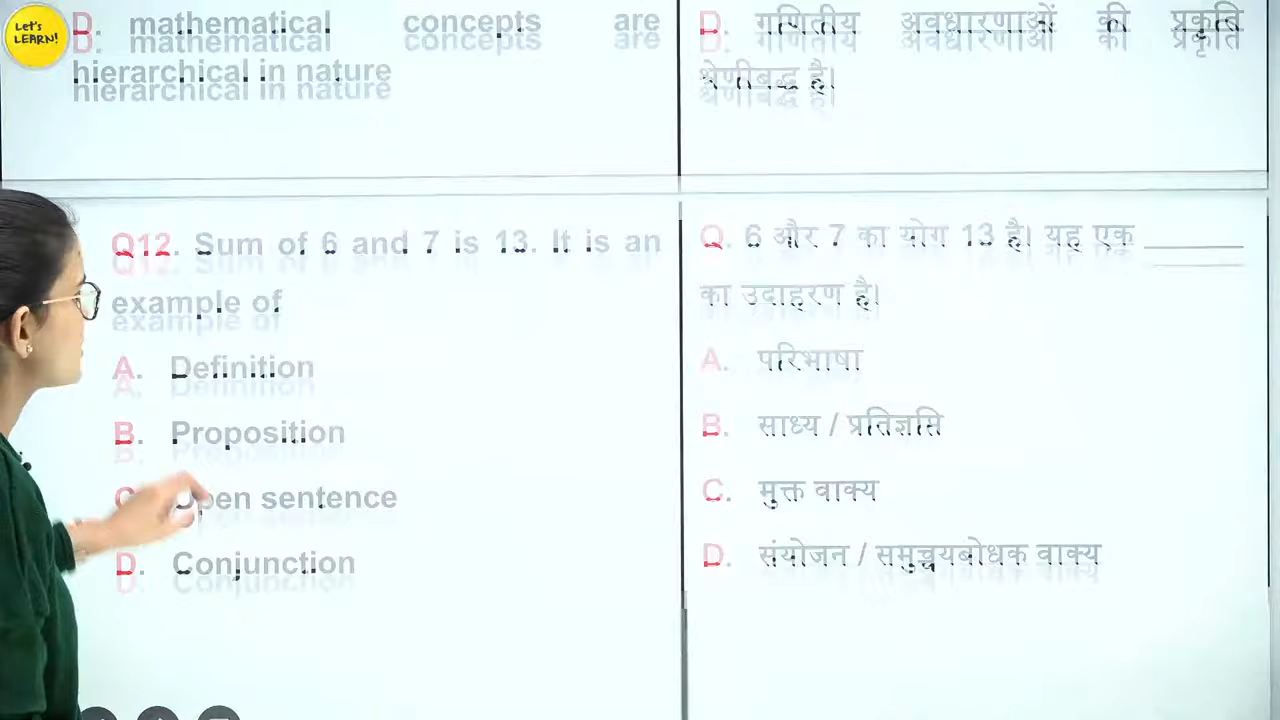 Let's
LEARN!
D. mathematical concepts are
hierarchical in nature
D. गणितीय अवधारणाओं की प्रकृति
श्रेणीबद्ध है।
Q12. Sum of 6 and 7 is 13. It is an
example of
A. Definition
B. Proposition
C. Open sentence
D. Conjunction
Q. 6 और 7 का योग 13 है। यह एक ______
का उदाहरण है।
A. परिभाषा
B. साध्य / प्रतिज्ञप्ति
C. मुक्त वाक्य
D. संयोजन / समुच्चयबोधक वाक्य